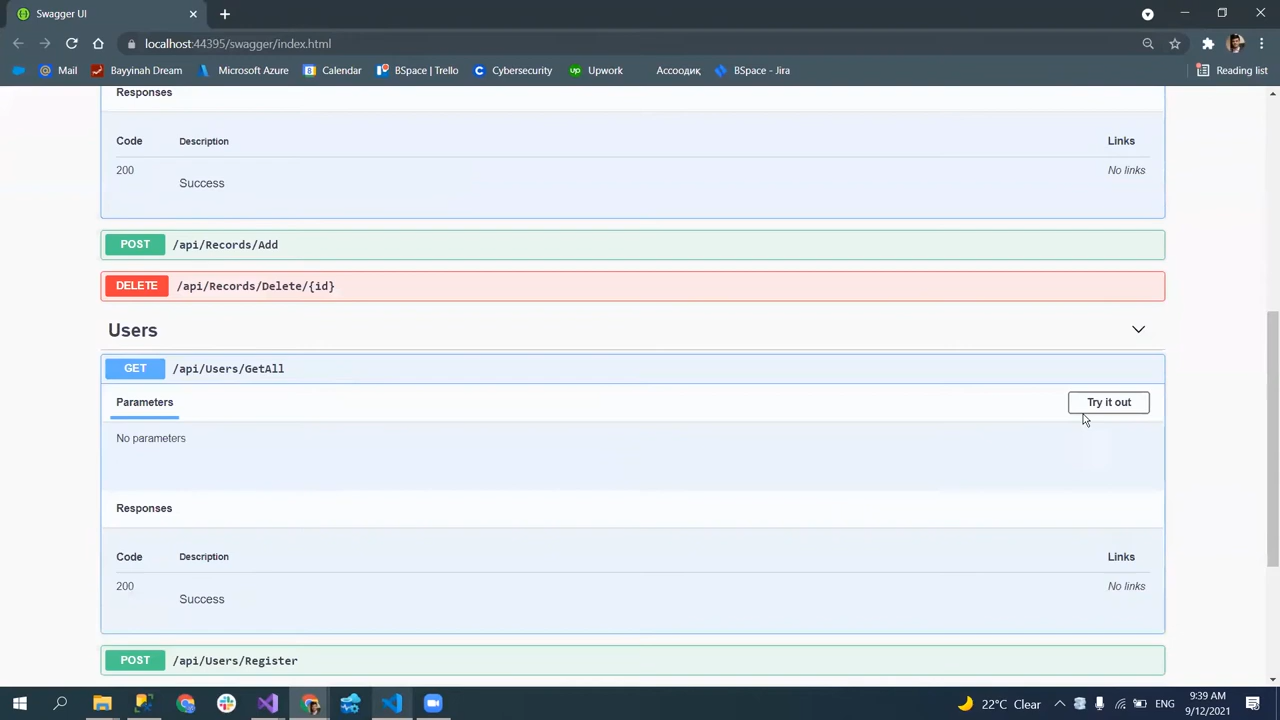 Swagger UI
localhost:44395/swagger/index.html
Mail
Bayyinah Dream
Microsoft Azure
Calendar
BSpace | Trello
Cybersecurity
up Upwork
Ассоодиқ
BSpace - Jira
Reading list
Responses
Code Description Links
200 Success No links
POST /api/Records/Add
DELETE /api/Records/Delete/{id}
Users
GET /api/Users/GetAll
Parameters Try it out
No parameters
Responses
Code Description Links
200 Success No links
POST /api/Users/Register
22°C Clear
ENG
9:39 AM
9/12/2021